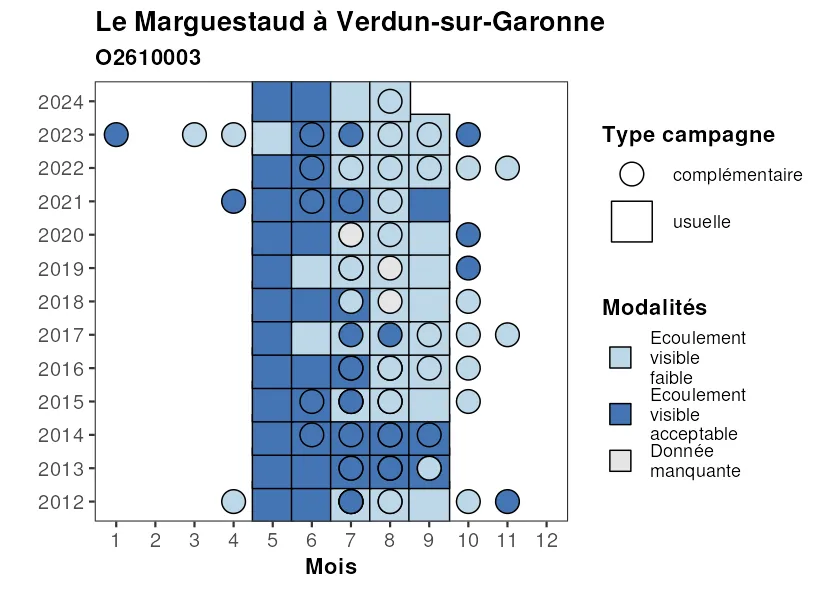 Le Marguestaud à Verdun-sur-Garonne
O2610003
2024
2023
2022
2021
2020
2019
2018
2017
2016
2015
2014
2013
2012
1 2 3 4 5 6 7 8 9 10 11 12
Mois
Type campagne
complémentaire
usuelle
Modalités
Ecoulement
visible
faible
Ecoulement
visible
acceptable
Donnée
manquante